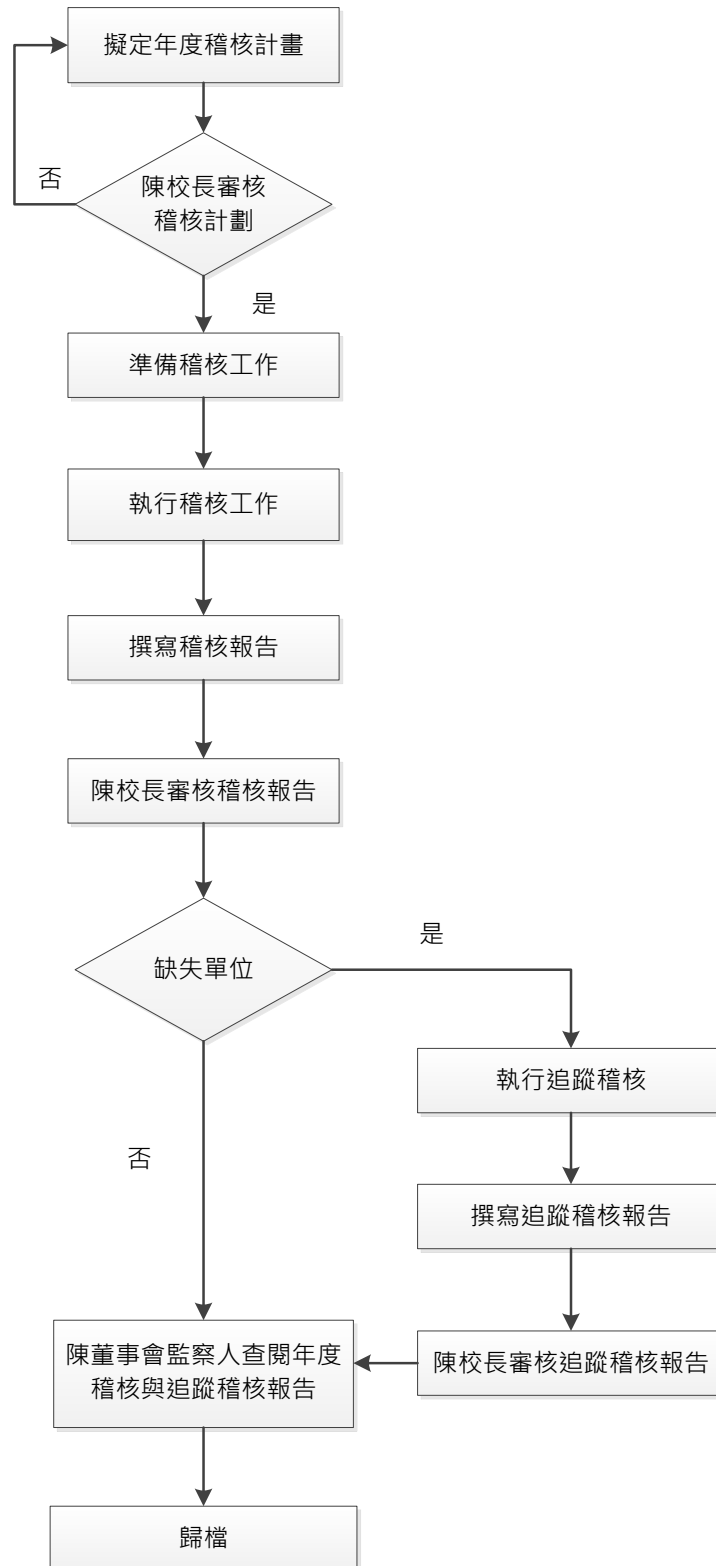 擬定年度稽核計畫
否
陳校長審核
稽核計劃
是
準備稽核工作
執行稽核工作
撰寫稽核報告
陳校長審核稽核報告
是
缺失單位
執行追蹤稽核
否
撰寫追蹤稽核報告
陳董事會監察人查閱年度
稽核與追蹤稽核報告
陳校長審核追蹤稽核報告
歸檔